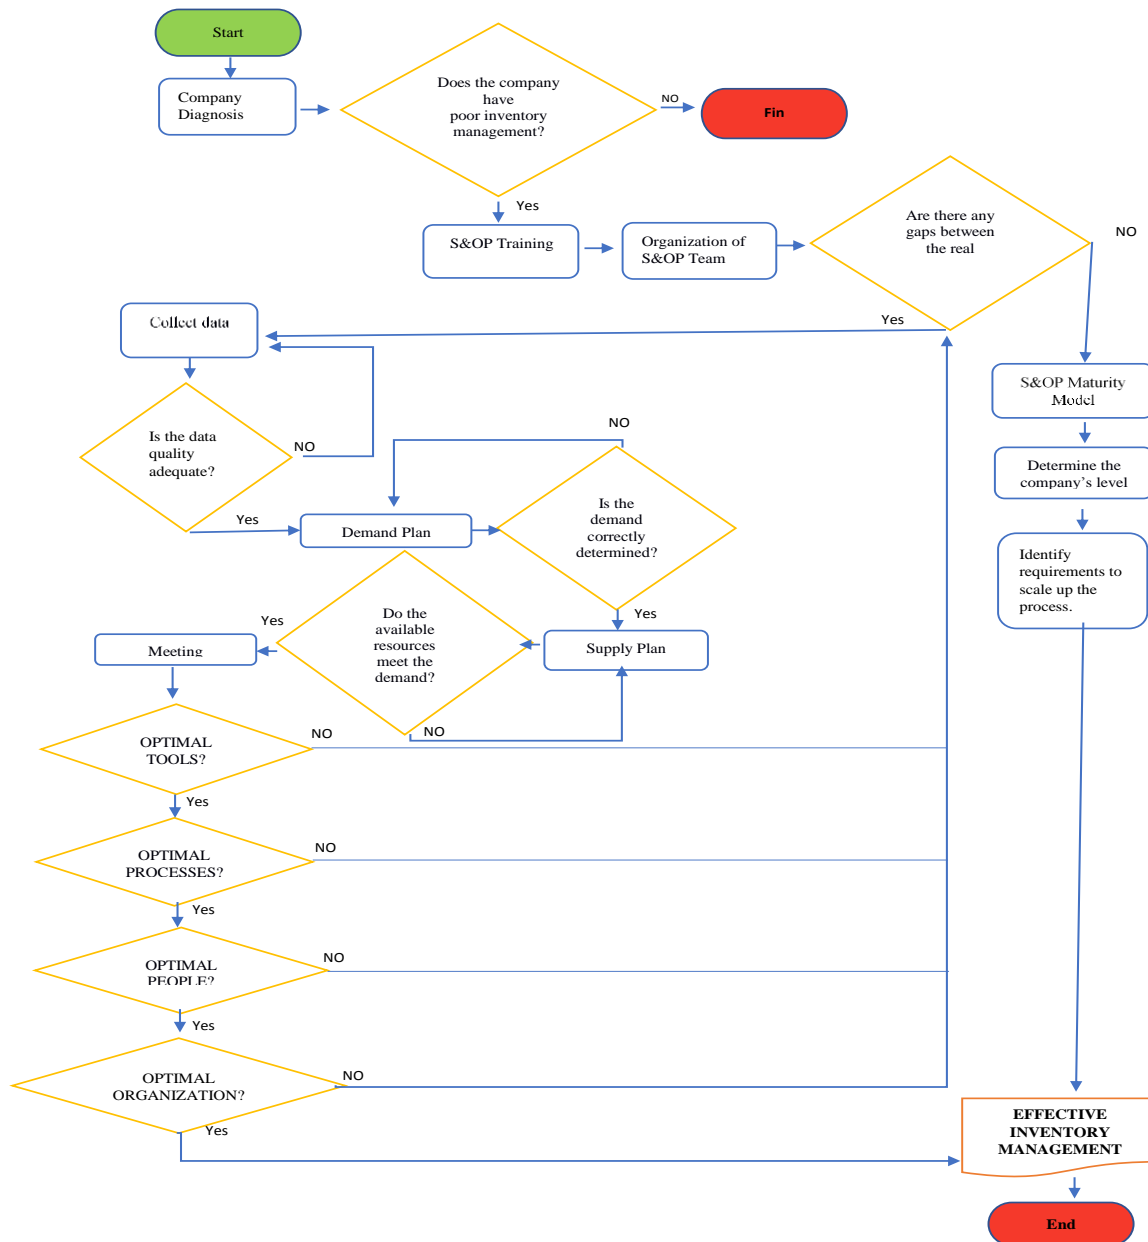 Start
Company
Diagnosis
Does the company
have
poor inventory
management?
NO
Fin
Yes
S&OP Training
Organization of
S&OP Team
Are there any
gaps between
the real
NO
Yes
Collect data
Is the data
quality
adequate?
NO
Yes
Demand Plan
NO
Is the
demand
correctly
determined?
Yes
Supply Plan
Do the
available
resources
meet the
demand?
Yes
NO
Meeting
S&OP Maturity
Model
Determine the
company's level
Identify
requirements to
scale up the
process.
OPTIMAL
TOOLS?
NO
Yes
OPTIMAL
PROCESSES?
NO
Yes
OPTIMAL
PEOPLE?
NO
Yes
OPTIMAL
ORGANIZATION?
NO
Yes
EFFECTIVE
INVENTORY
MANAGEMENT
End